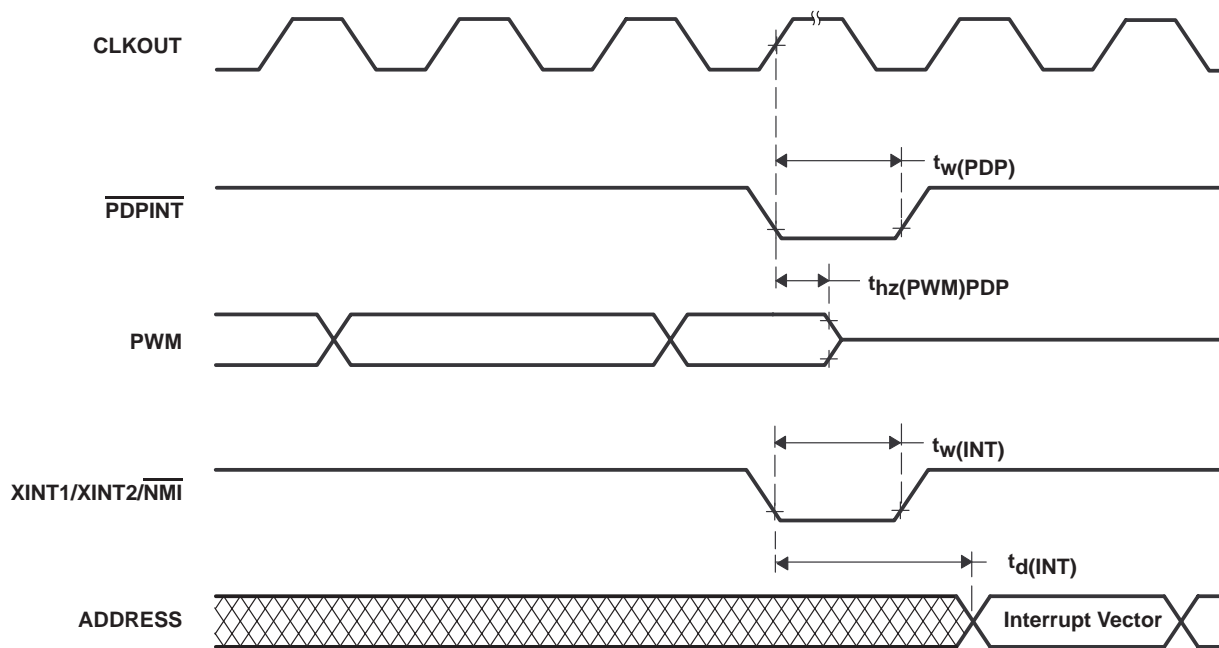 CLKOUT
tw(PDP)
PDPINT
thz(PWM)PDP
PWM
tw(INT)
XINT1/XINT2/NMI
td(INT)
ADDRESS
Interrupt Vector